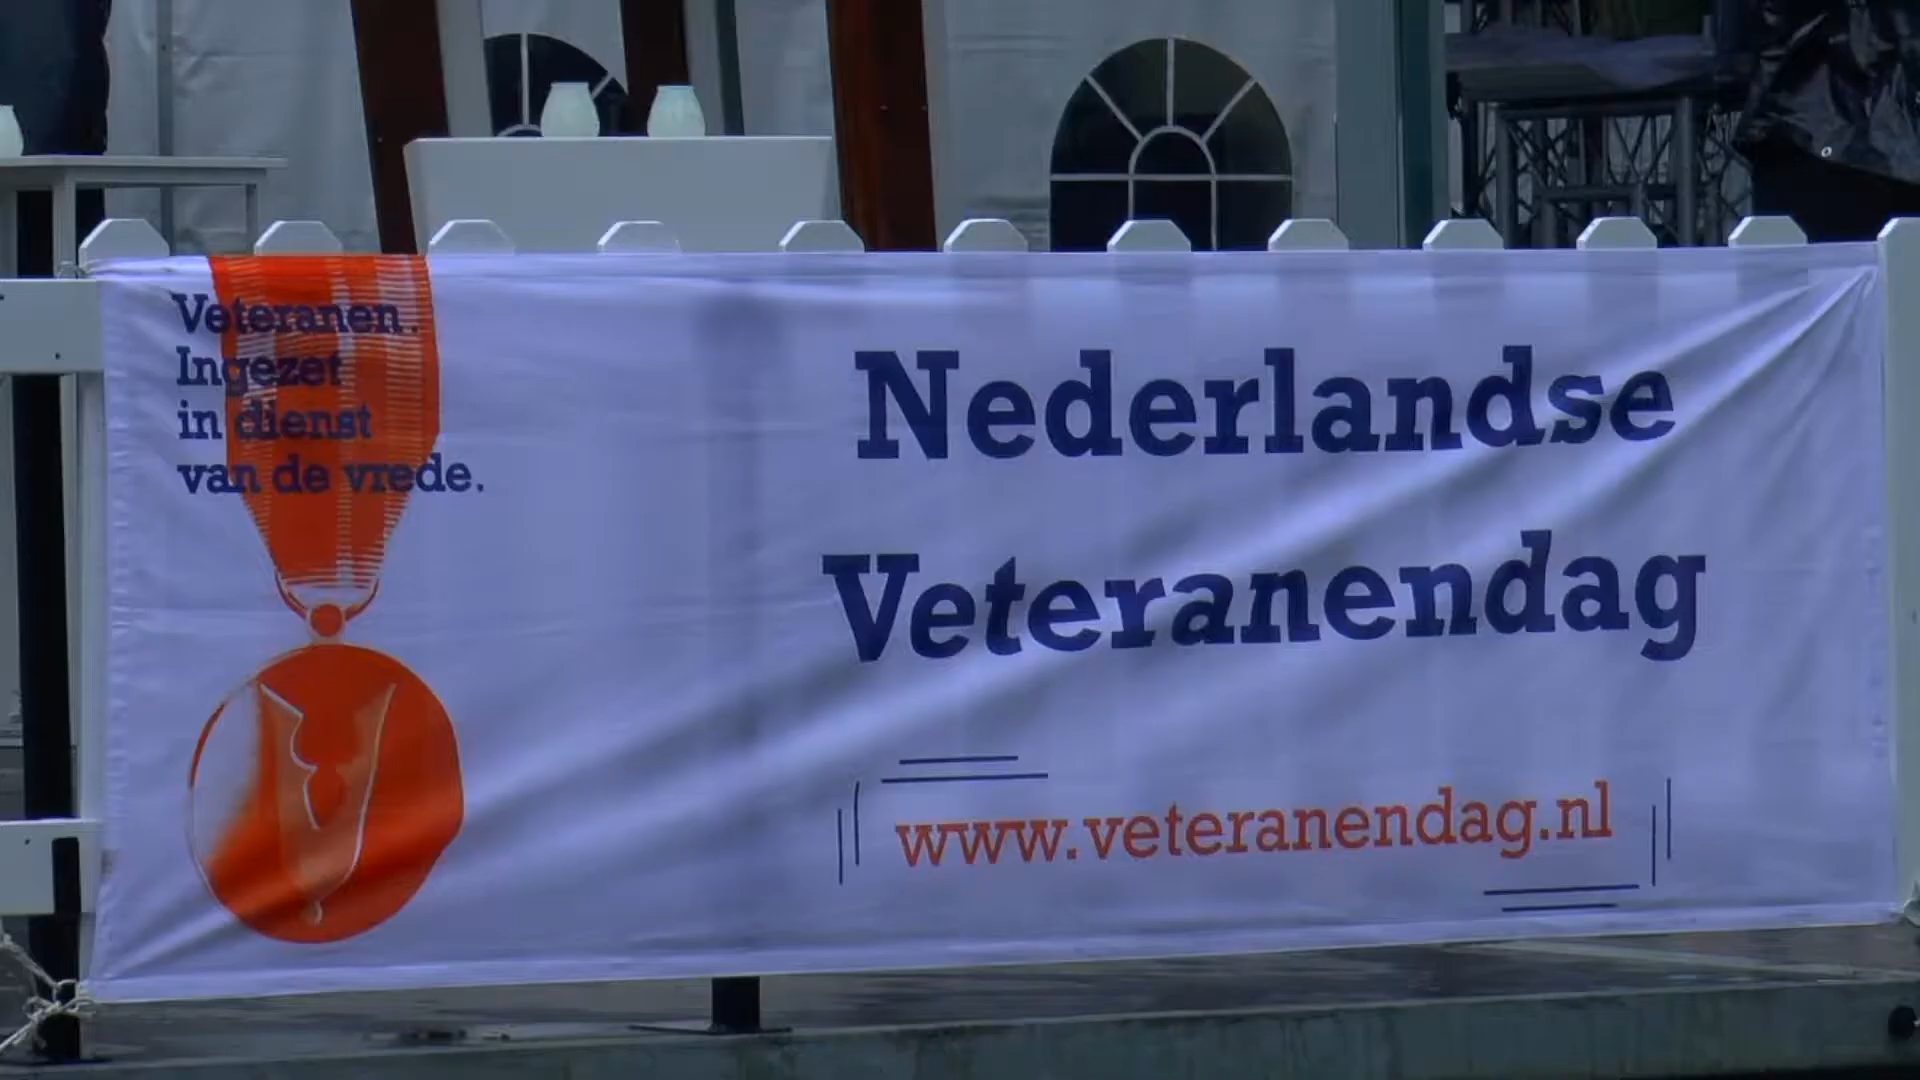 Veteranen.
Ingezet
in dienst
van de vrede.
Nederlandse
Veteranendag
www.veteranendag.nl